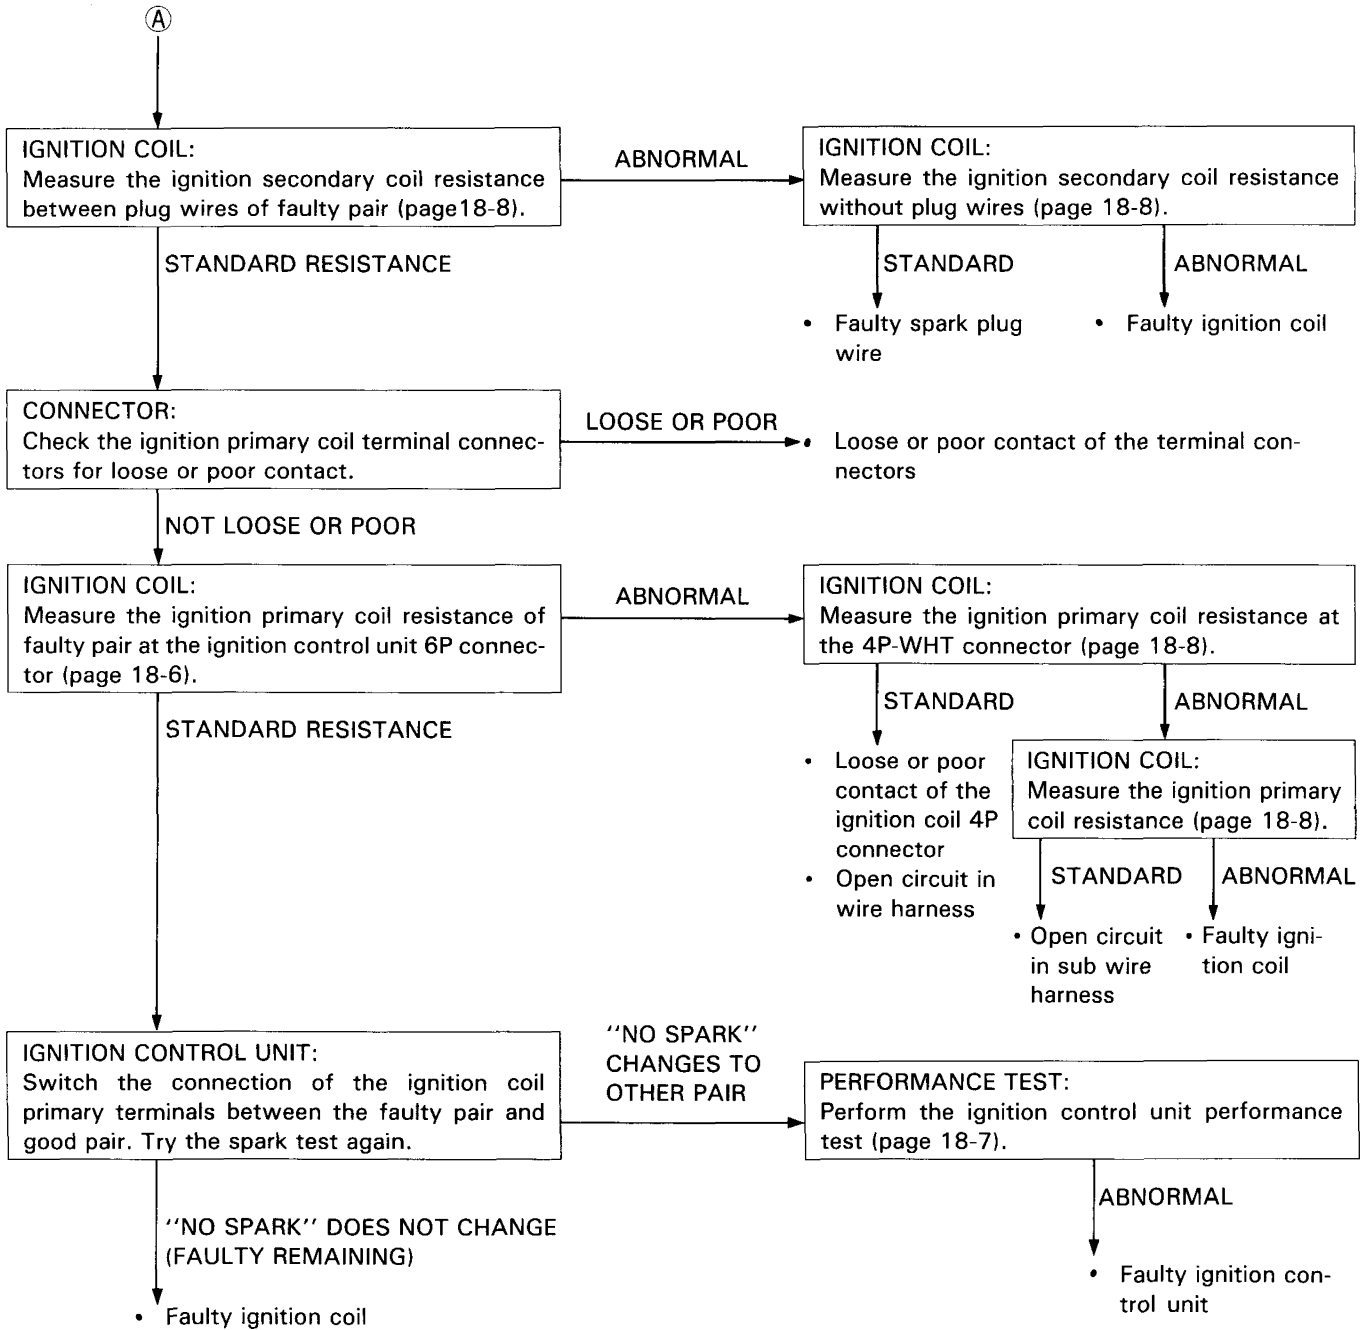 A
IGNITION COIL:
Measure the ignition secondary coil resistance
between plug wires of faulty pair (page18-8).
ABNORMAL
IGNITION COIL:
Measure the ignition secondary coil resistance
without plug wires (page 18-8).
STANDARD RESISTANCE
STANDARD
ABNORMAL
• Faulty spark plug
wire
• Faulty ignition coil
CONNECTOR:
Check the ignition primary coil terminal connec-
tors for loose or poor contact.
LOOSE OR POOR
• Loose or poor contact of the terminal con-
nectors
NOT LOOSE OR POOR
IGNITION COIL:
Measure the ignition primary coil resistance of
faulty pair at the ignition control unit 6P connec-
tor (page 18-6).
ABNORMAL
IGNITION COIL:
Measure the ignition primary coil resistance at
the 4P-WHT connector (page 18-8).
STANDARD RESISTANCE
STANDARD
ABNORMAL
• Loose or poor
contact of the
ignition coil 4P
connector
• Open circuit in
wire harness
IGNITION COIL:
Measure the ignition primary
coil resistance (page 18-8).
STANDARD
ABNORMAL
• Open circuit
in sub wire
harness
• Faulty igni-
tion coil
IGNITION CONTROL UNIT:
Switch the connection of the ignition coil
primary terminals between the faulty pair and
good pair. Try the spark test again.
''NO SPARK''
CHANGES TO
OTHER PAIR
PERFORMANCE TEST:
Perform the ignition control unit performance
test (page 18-7).
''NO SPARK'' DOES NOT CHANGE
(FAULTY REMAINING)
ABNORMAL
• Faulty ignition coil
• Faulty ignition con-
trol unit